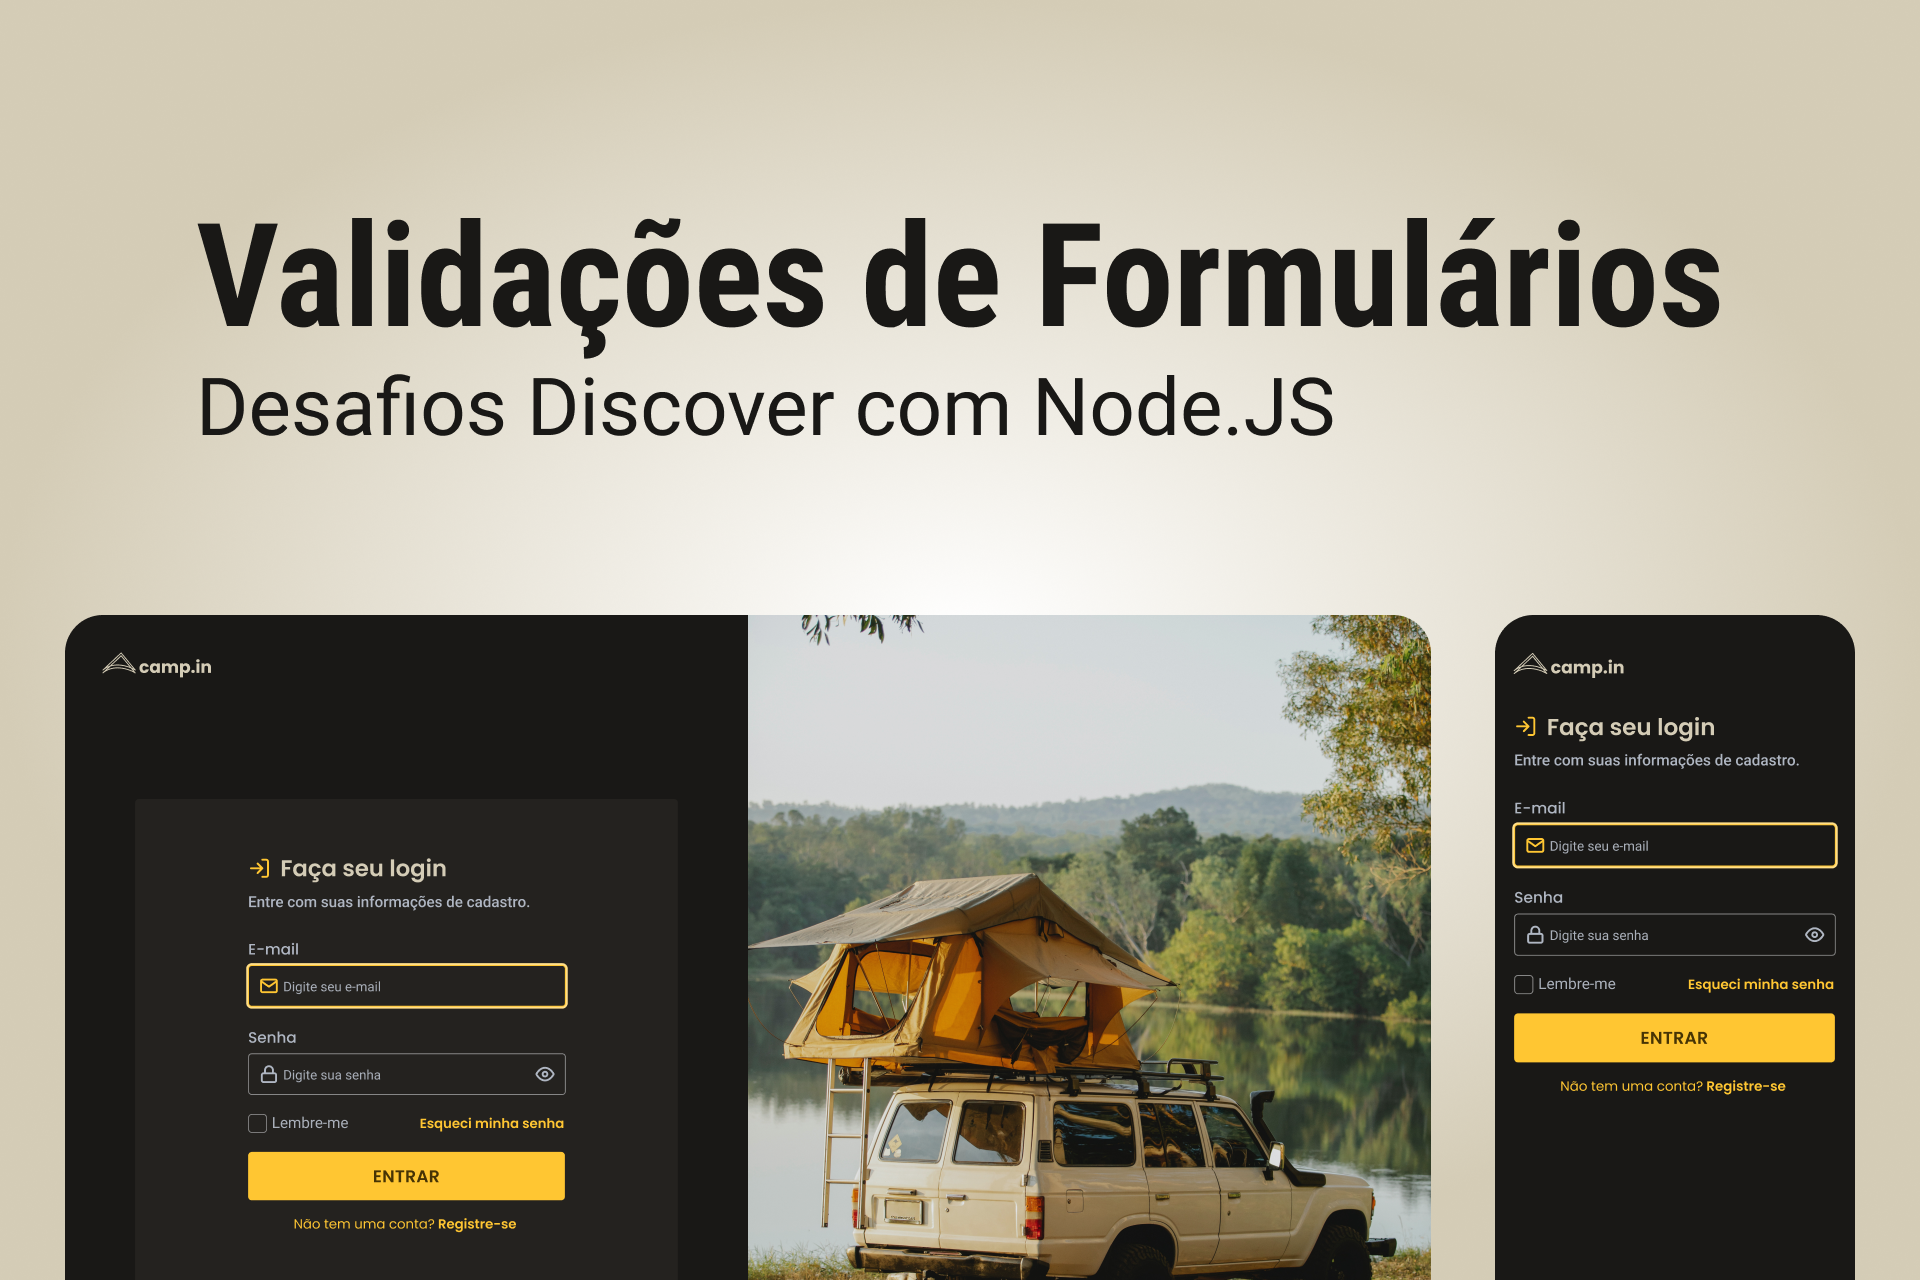 Validações de Formulários
Desafios Discover com Node.JS
camp.in
Faça seu login
Entre com suas informações de cadastro.
E-mail
Digite seu e-mail
Senha
Digite sua senha
Lembre-me Esqueci minha senha
ENTRAR
Não tem uma conta? Registre-se
camp.in
Faça seu login
Entre com suas informações de cadastro.
E-mail
Digite seu e-mail
Senha
Digite sua senha
Lembre-me Esqueci minha senha
ENTRAR
Não tem uma conta? Registre-se